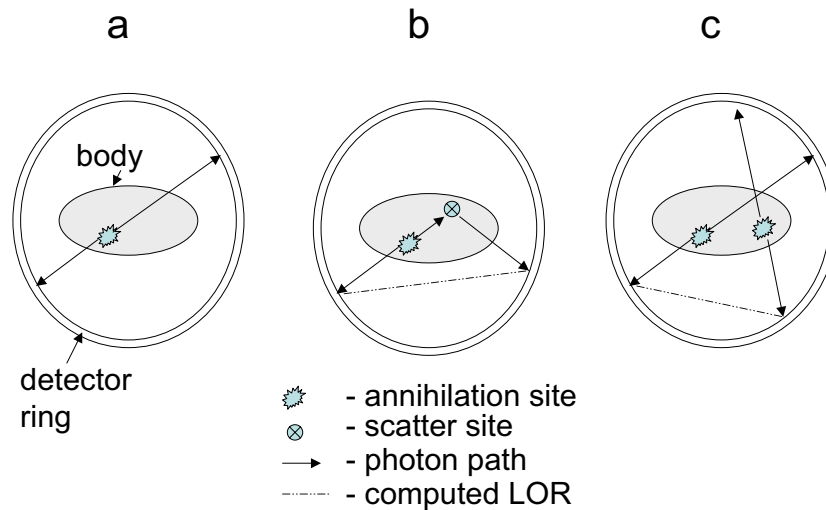 a
b
c
body
detector
ring
- annihilation site
- scatter site
- photon path
- computed LOR